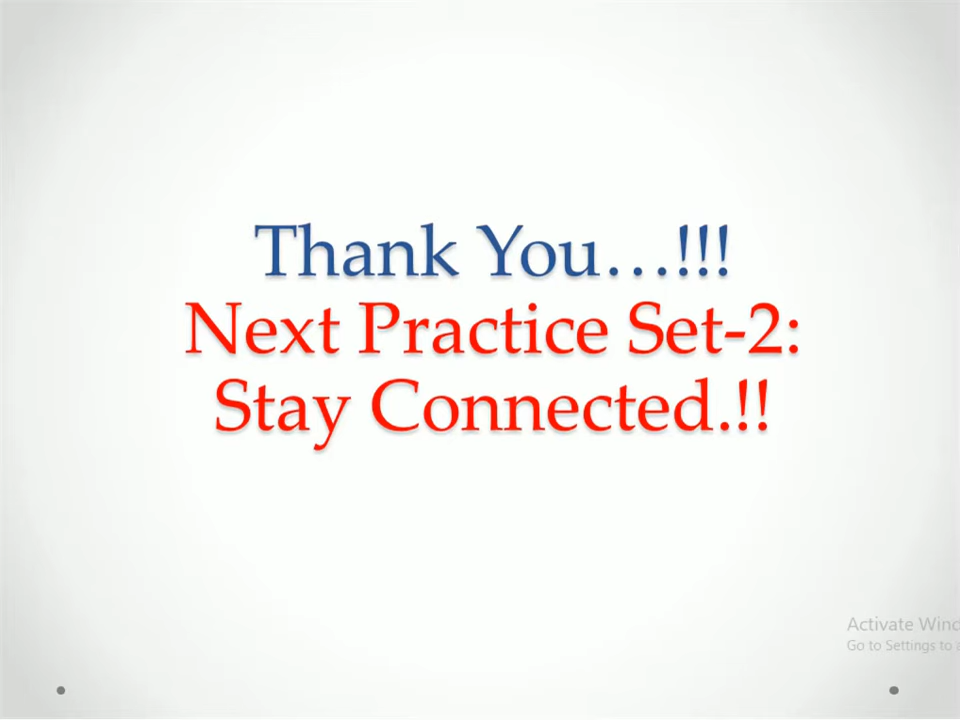 Thank You…!!!
Next Practice Set-2:
Stay Connected.!!
Activate Wind
Go to Settings to a